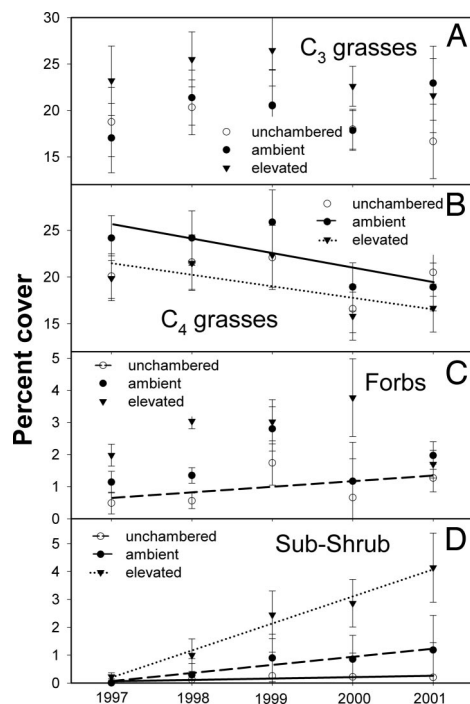 Percent cover
A
30
25
20
15
C3 grasses
unchambered
ambient
elevated
B
25
20
15
unchambered
ambient
elevated
C4 grasses
C
6
5
4
3
2
1
0
unchambered
ambient
elevated
Forbs
D
6
5
4
3
2
1
0
unchambered
ambient
elevated
Sub-Shrub
1997
1998
1999
2000
2001